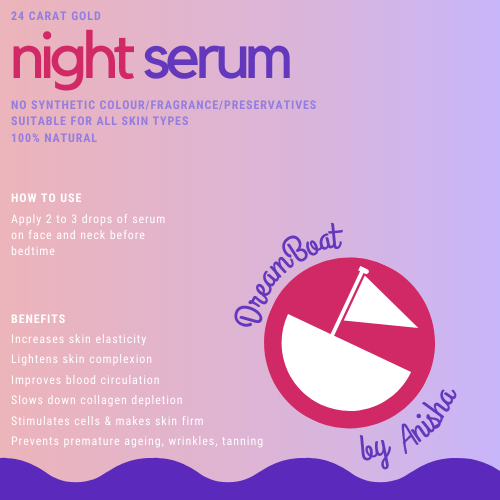 24 CARAT GOLD
night serum
NO SYNTHETIC COLOUR/FRAGRANCE/PRESERVATIVES
SUITABLE FOR ALL SKIN TYPES
100% NATURAL
HOW TO USE
Apply 2 to 3 drops of serum
on face and neck before
bedtime
DreamBoat
by Anisha
BENEFITS
Increases skin elasticity
Lightens skin complexion
Improves blood circulation
Slows down collagen depletion
Stimulates cells & makes skin firm
Prevents premature ageing, wrinkles, tanning